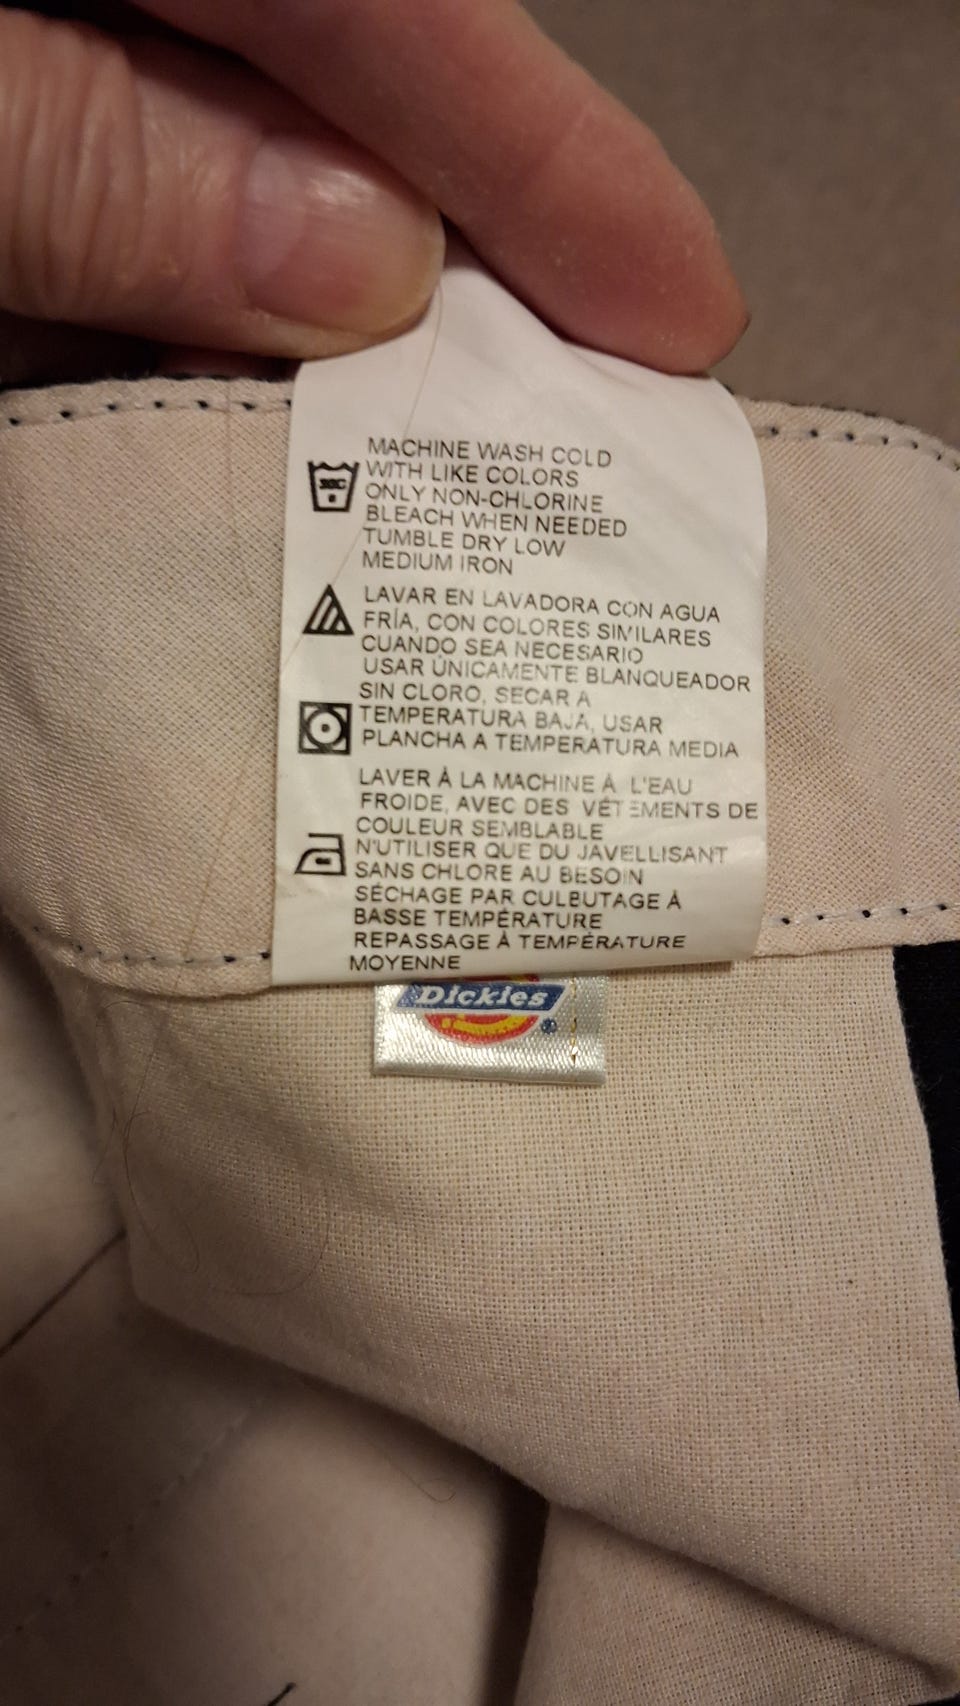 MACHINE WASH COLD
WITH LIKE COLORS
ONLY NON-CHLORINE
BLEACH WHEN NEEDED
TUMBLE DRY LOW
MEDIUM IRON
30C
LAVAR EN LAVADORA CON AGUA
FRÍA, CON COLORES SIMILARES
CUANDO SEA NECESARIO
USAR ÚNICAMENTE BLANQUEADOR
SIN CLORO, SECAR A
TEMPERATURA BAJA, USAR
PLANCHA A TEMPERATURA MEDIA
LAVER À LA MACHINE À L'EAU
FROIDE, AVEC DES VÊTEMENTS DE
COULEUR SEMBLABLE
N'UTILISER QUE DU JAVELLISANT
SANS CHLORE AU BESOIN
SÉCHAGE PAR CULBUTAGE À
BASSE TEMPÉRATURE
REPASSAGE À TEMPÉRATURE
MOYENNE
Dickies ®